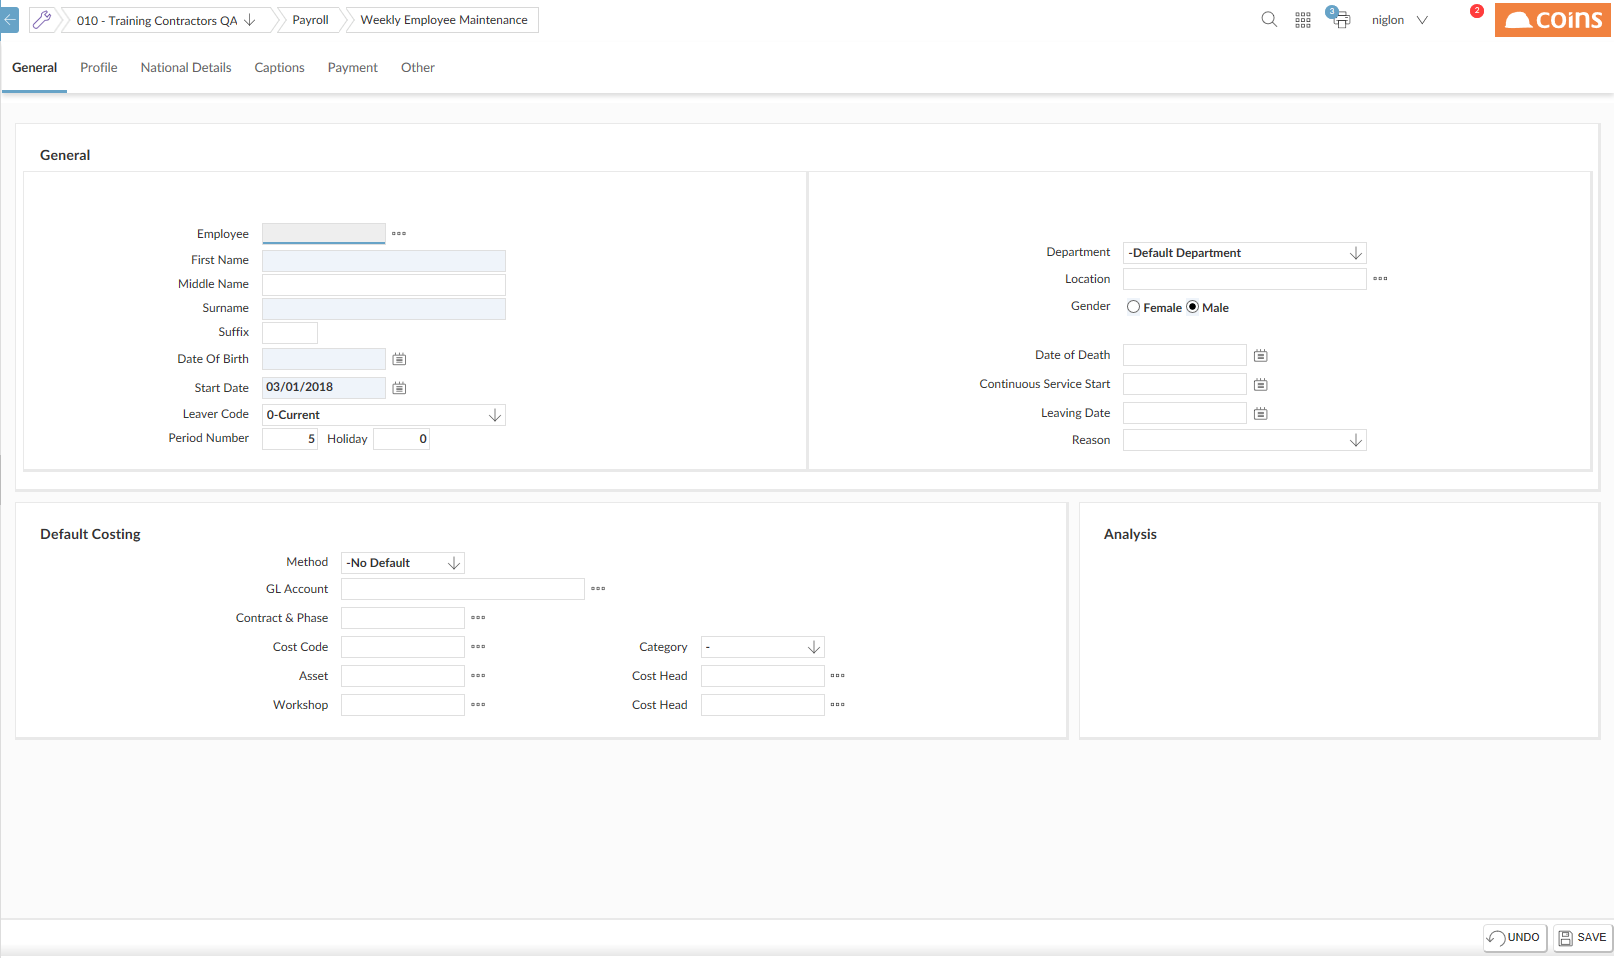 010 - Training Contractors QA
Payroll
Weekly Employee Maintenance
3
niglon
2
coins
General
Profile
National Details
Captions
Payment
Other
General
Employee
First Name
Middle Name
Surname
Suffix
Date Of Birth
Start Date 03/01/2018
Leaver Code 0-Current
Period Number 5 Holiday 0
Department -Default Department
Location
Gender Female Male
Date of Death
Continuous Service Start
Leaving Date
Reason
Default Costing
Method -No Default
GL Account
Contract & Phase
Cost Code Category -
Asset Cost Head
Workshop Cost Head
Analysis
UNDO
SAVE